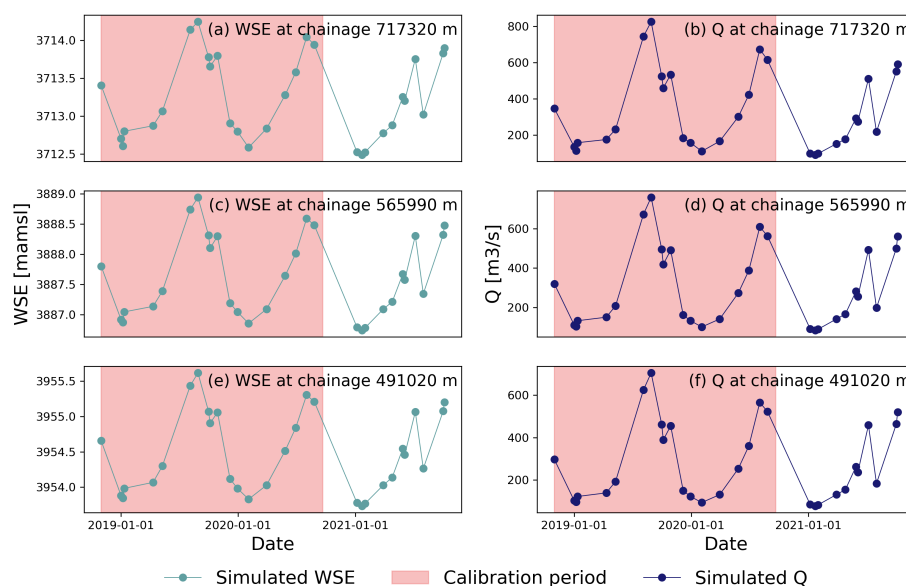 (a) WSE at chainage 717320 m
3714.0
3713.5
3713.0
3712.5
(b) Q at chainage 717320 m
800
600
400
200
(c) WSE at chainage 565990 m
3889.0
3888.5
3888.0
3887.5
3887.0
WSE [mamsl]
(d) Q at chainage 565990 m
600
400
200
Q [m3/s]
(e) WSE at chainage 491020 m
3955.5
3955.0
3954.5
3954.0
2019-01-01
2020-01-01
2021-01-01
Date
(f) Q at chainage 491020 m
600
400
200
2019-01-01
2020-01-01
2021-01-01
Date
Simulated WSE
Calibration period
Simulated Q